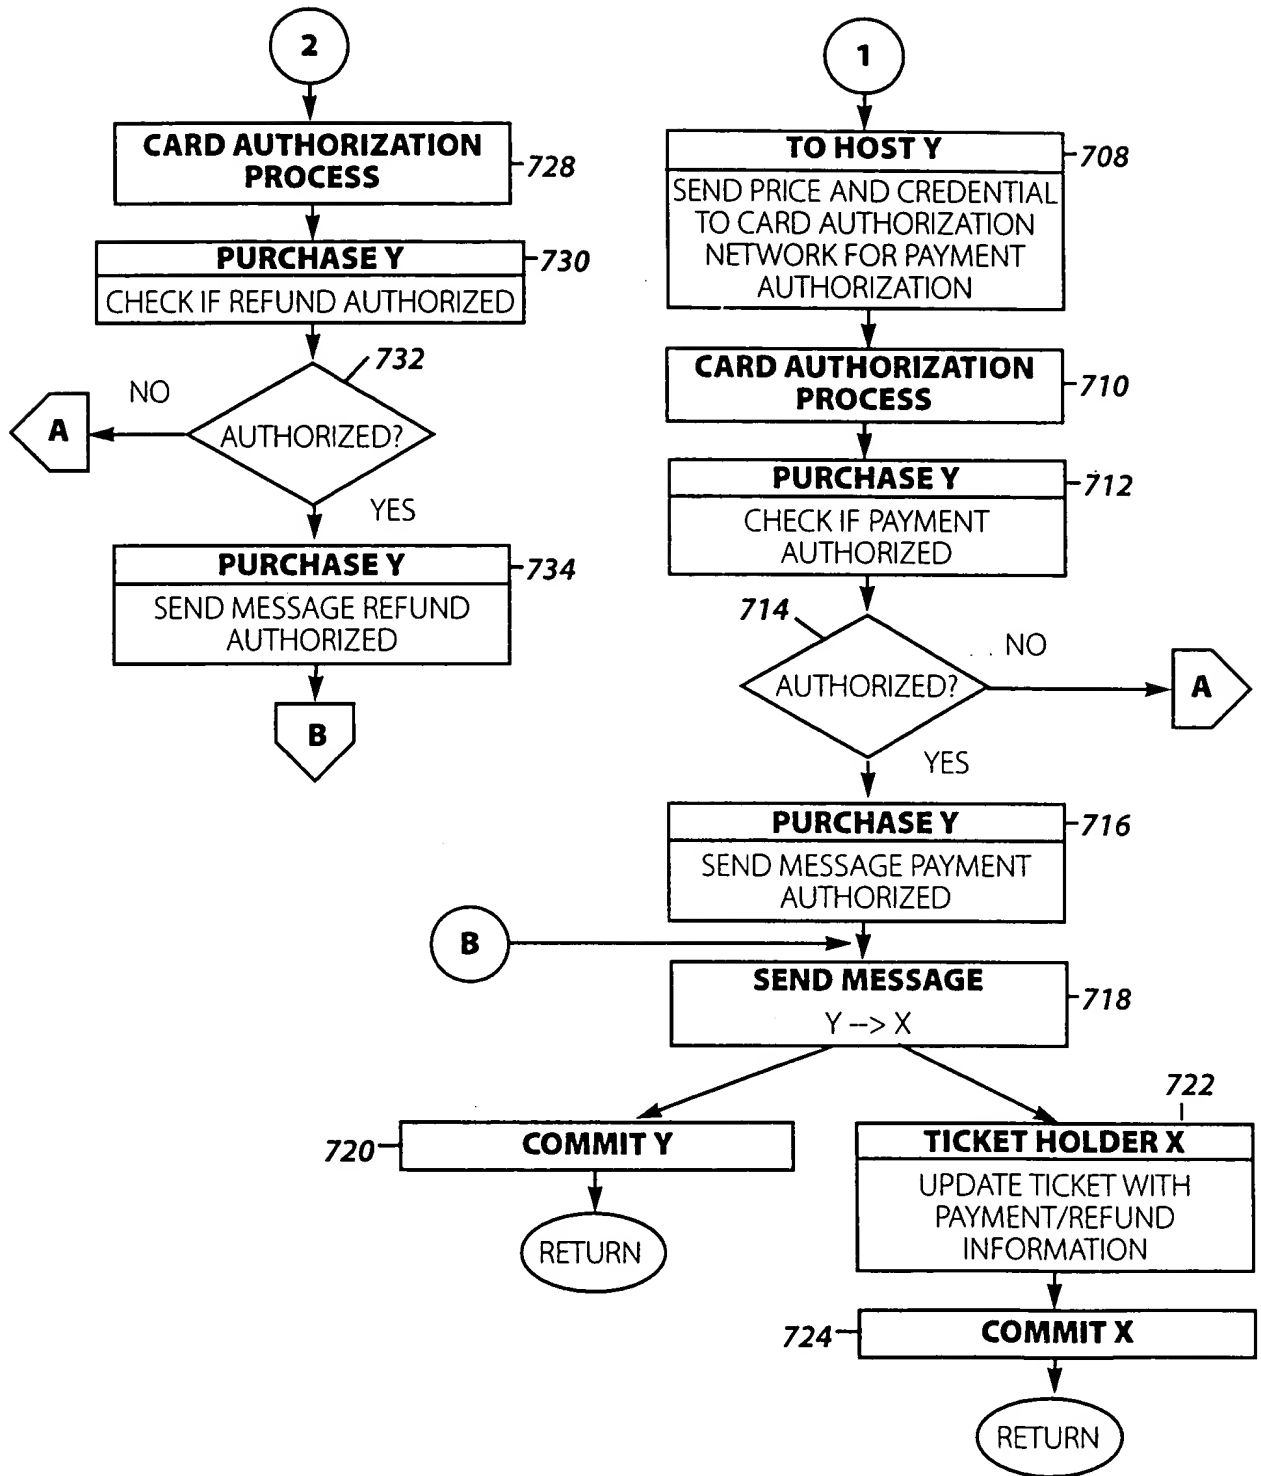 2
CARD AUTHORIZATION
PROCESS
728
PURCHASE Y
730
CHECK IF REFUND AUTHORIZED
732
NO
A
AUTHORIZED?
YES
PURCHASE Y
734
SEND MESSAGE REFUND
AUTHORIZED
B
1
TO HOST Y
708
SEND PRICE AND CREDENTIAL
TO CARD AUTHORIZATION
NETWORK FOR PAYMENT
AUTHORIZATION
CARD AUTHORIZATION
PROCESS
710
PURCHASE Y
712
CHECK IF PAYMENT
AUTHORIZED
714
NO
AUTHORIZED?
A
YES
PURCHASE Y
716
SEND MESSAGE PAYMENT
AUTHORIZED
B
SEND MESSAGE
718
Y --> X
720
COMMIT Y
RETURN
722
TICKET HOLDER X
UPDATE TICKET WITH
PAYMENT/REFUND
INFORMATION
724
COMMIT X
RETURN